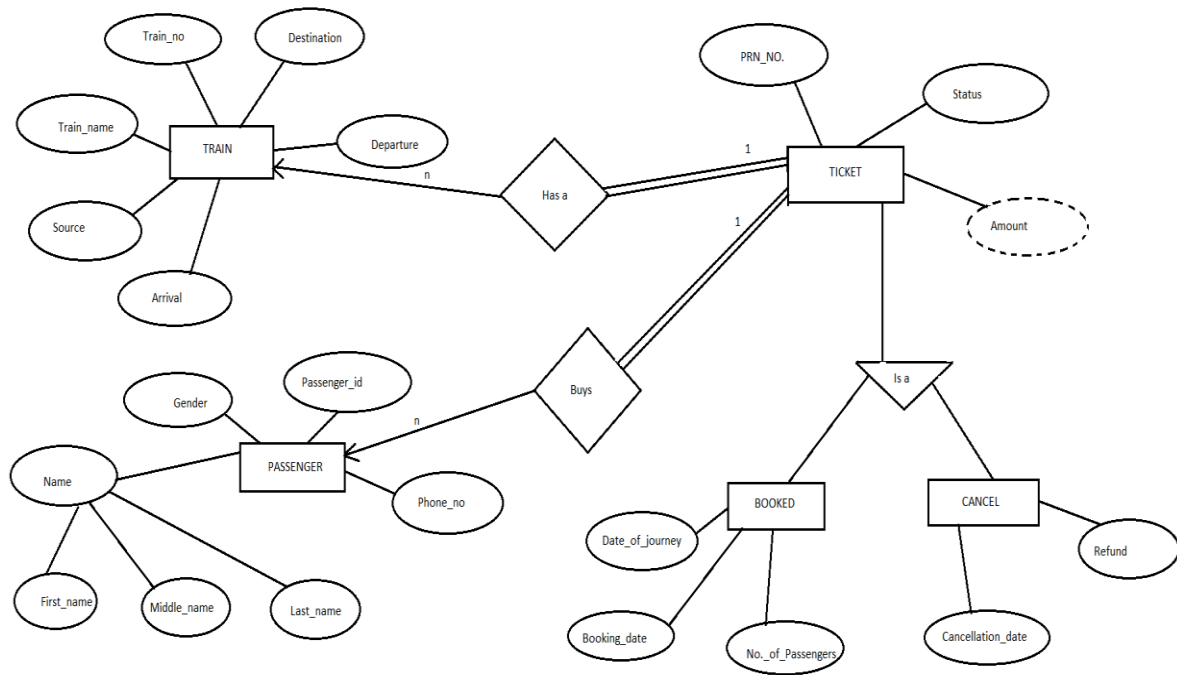 Train_no
Destination
Train_name
TRAIN
Departure
Source
Arrival
n
Has a
1
PRN_NO.
Status
TICKET
Amount
1
Buys
n
Is a
Gender
Passenger_id
Name
PASSENGER
Phone_no
First_name
Middle_name
Last_name
BOOKED
CANCEL
Date_of_journey
Booking_date
No._of_Passengers
Refund
Cancellation_date